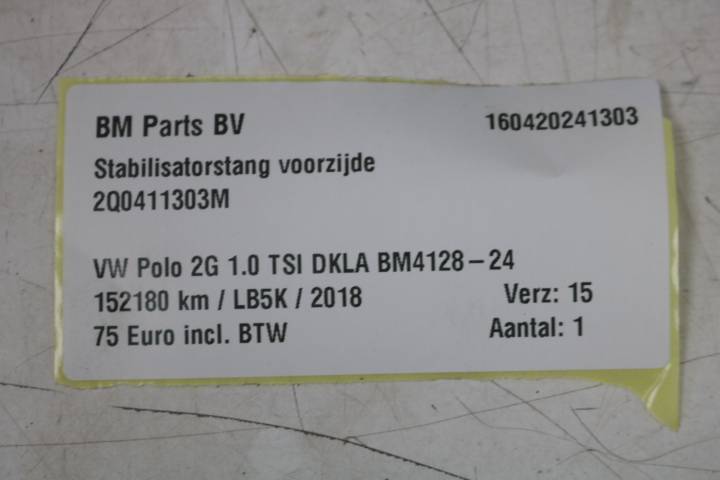 BM Parts BV 160420241303
Stabilisatorstang voorzijde
2Q0411303M
VW Polo 2G 1.0 TSI DKLA BM4128-24
152180 km / LB5K / 2018 Verz: 15
75 Euro incl. BTW Aantal: 1